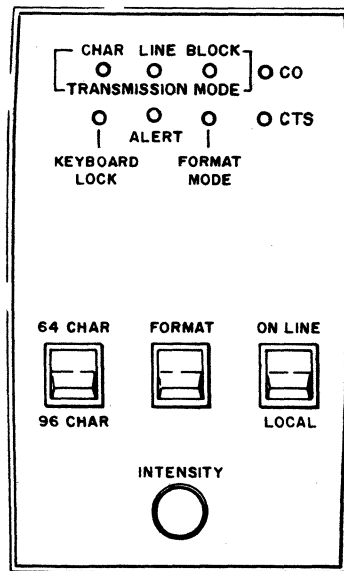 CHAR LINE BLOCK
CO
TRANSMISSION MODE
CTS
ALERT
KEYBOARD LOCK
FORMAT MODE
64 CHAR
FORMAT
ON LINE
96 CHAR
LOCAL
INTENSITY